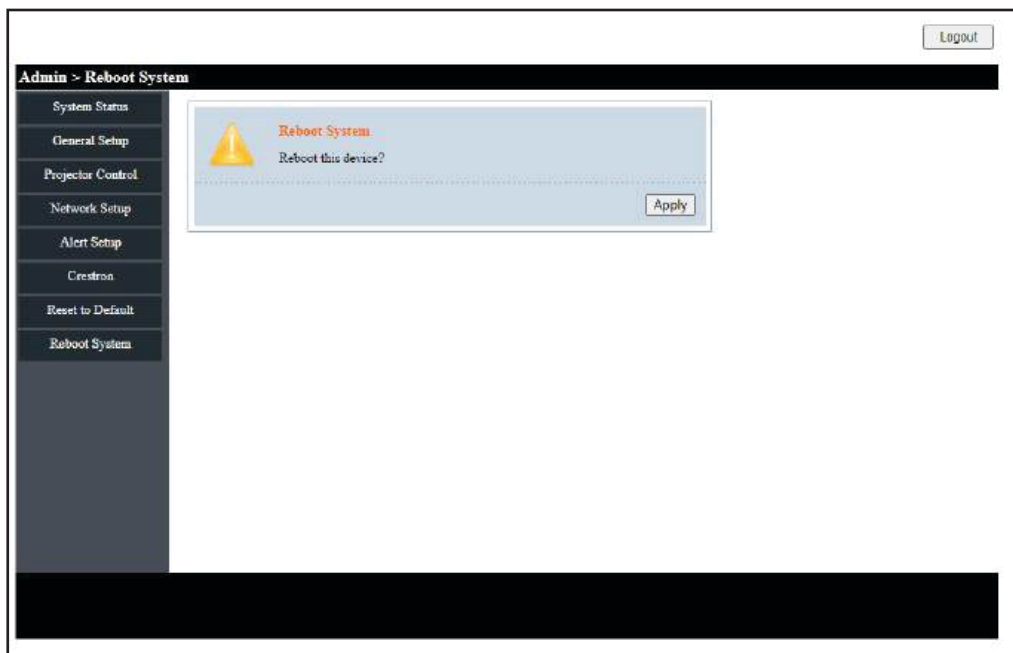 Logout
Admin > Reboot System
System Status
General Setup
Projector Control
Network Setup
Alert Setup
Crestron
Reset to Default
Reboot System
Reboot System
Reboot this device?
Apply